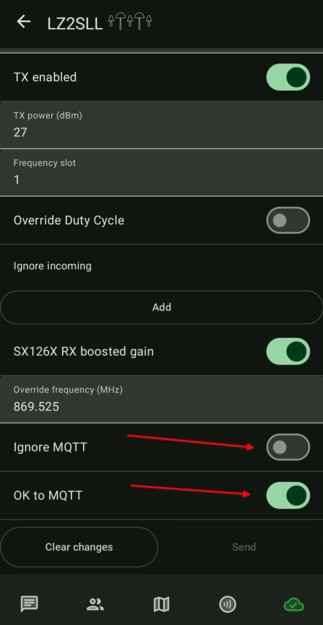 LZ2SLL
TX enabled
TX power (dBm)
27
Frequency slot
1
Override Duty Cycle
Ignore incoming
Add
SX126X RX boosted gain
Override frequency (MHz)
869.525
Ignore MQTT
OK to MQTT
Clear changes
Send